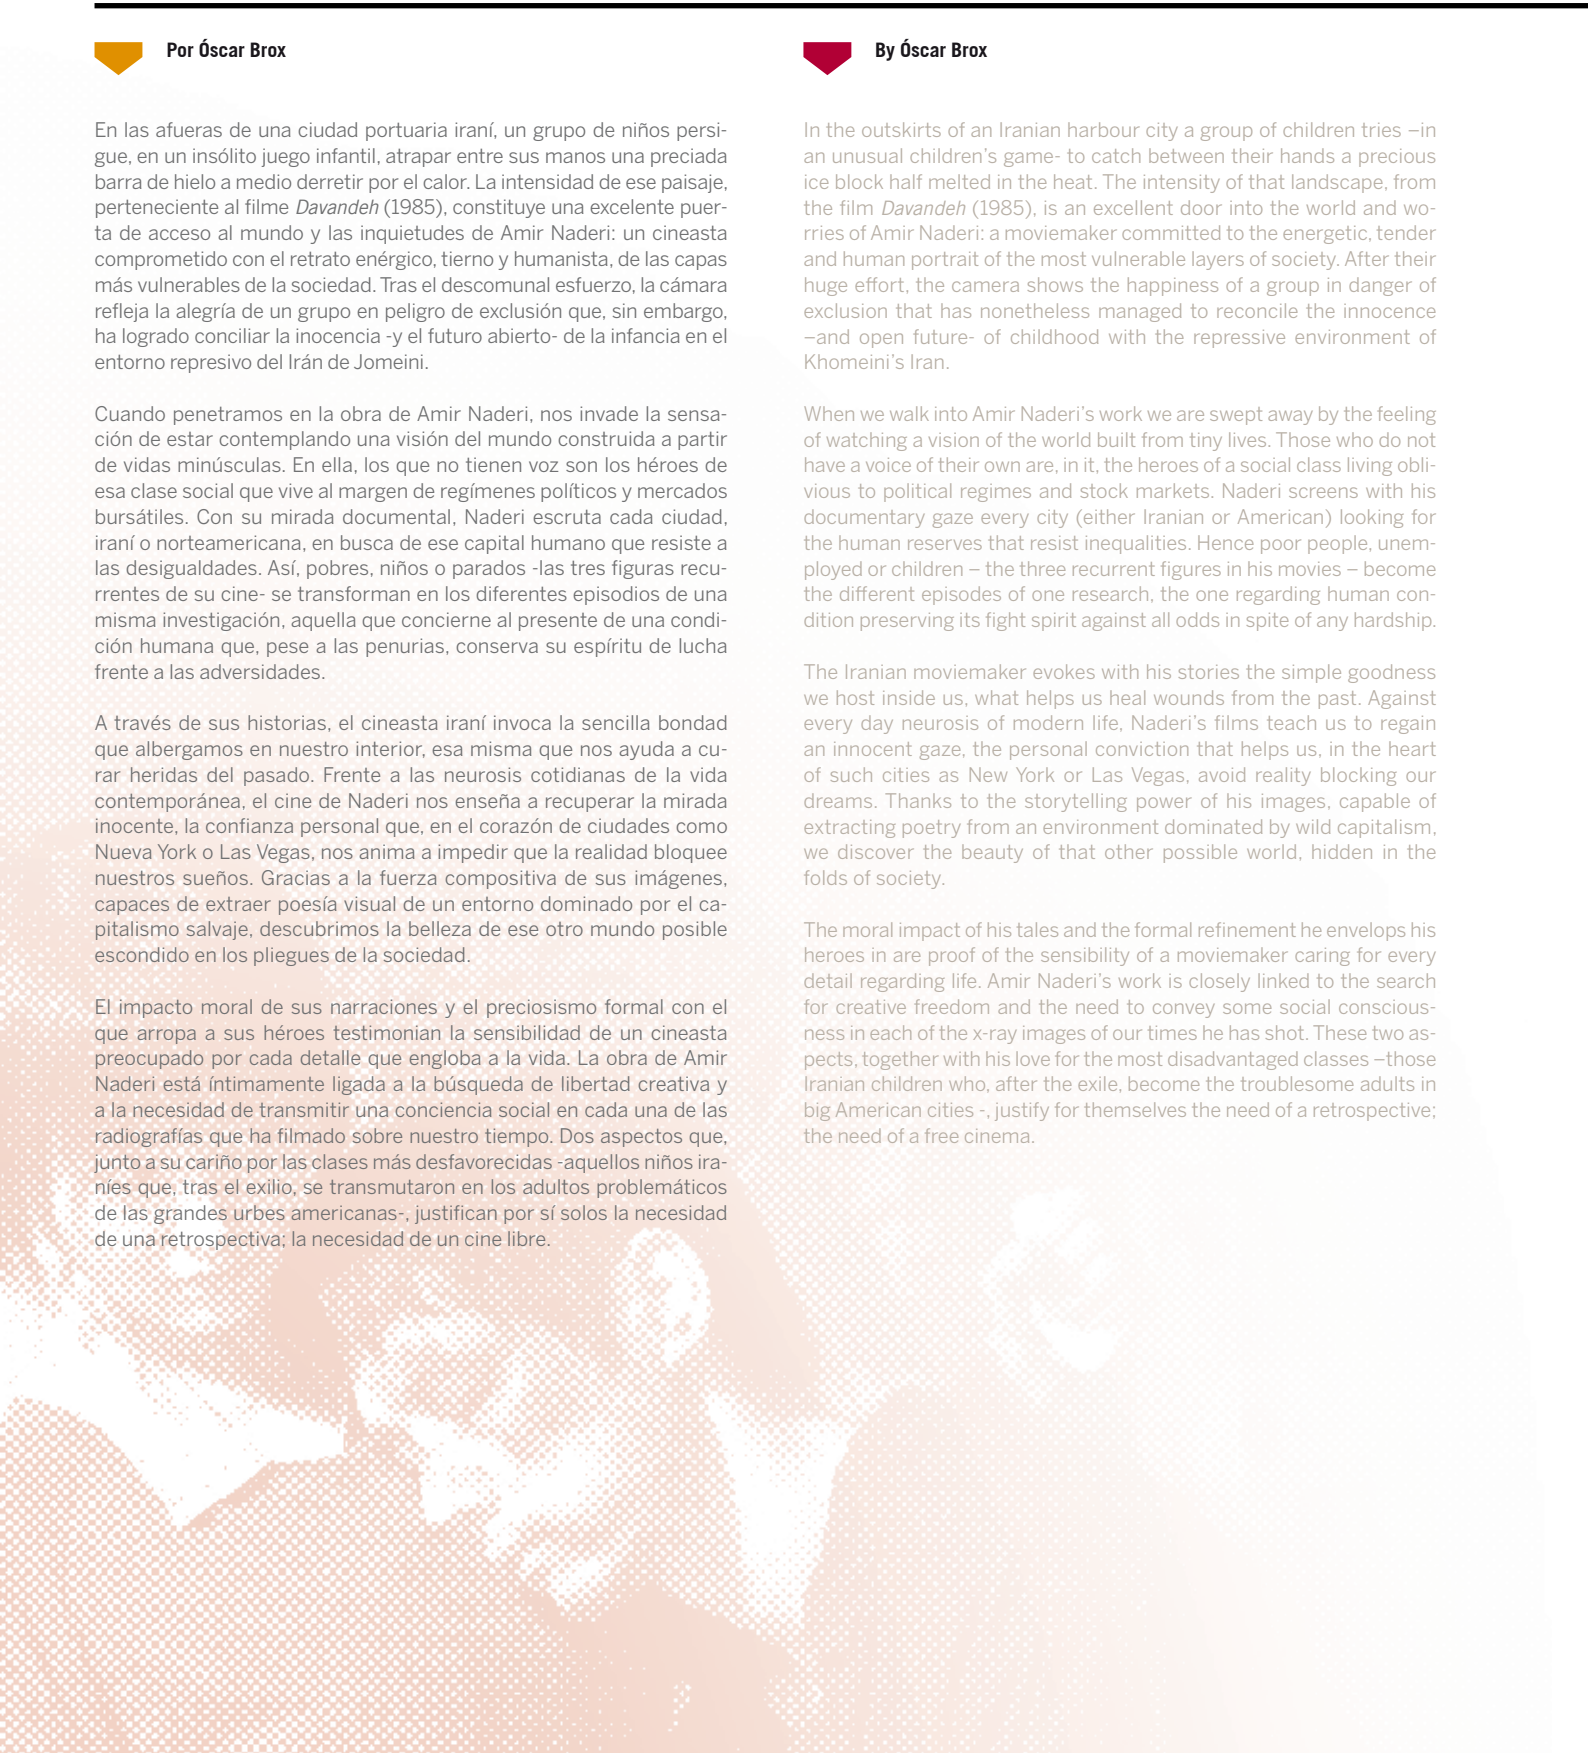 Por Óscar Brox
En las afueras de una ciudad portuaria iraní, un grupo de niños persi-
gue, en un insólito juego infantil, atrapar entre sus manos una preciada
barra de hielo a medio derretir por el calor. La intensidad de ese paisaje,
perteneciente al filme Davandeh (1985), constituye una excelente puer-
ta de acceso al mundo y las inquietudes de Amir Naderi: un cineasta
comprometido con el retrato enérgico, tierno y humanista, de las capas
más vulnerables de la sociedad. Tras el descomunal esfuerzo, la cámara
refleja la alegría de un grupo en peligro de exclusión que, sin embargo,
ha logrado conciliar la inocencia -y el futuro abierto- de la infancia en el
entorno represivo del Irán de Jomeini.
Cuando penetramos en la obra de Amir Naderi, nos invade la sensa-
ción de estar contemplando una visión del mundo construida a partir
de vidas minúsculas. En ella, los que no tienen voz son los héroes de
esa clase social que vive al margen de regímenes políticos y mercados
bursátiles. Con su mirada documental, Naderi escruta cada ciudad,
iraní o norteamericana, en busca de ese capital humano que resiste a
las desigualdades. Así, pobres, niños o parados -las tres figuras recu-
rrentes de su cine- se transforman en los diferentes episodios de una
misma investigación, aquella que concierne al presente de una condi-
ción humana que, pese a las penurias, conserva su espíritu de lucha
frente a las adversidades.
A través de sus historias, el cineasta iraní invoca la sencilla bondad
que albergamos en nuestro interior, esa misma que nos ayuda a cu-
rar heridas del pasado. Frente a las neurosis cotidianas de la vida
contemporánea, el cine de Naderi nos enseña a recuperar la mirada
inocente, la confianza personal que, en el corazón de ciudades como
Nueva York o Las Vegas, nos anima a impedir que la realidad bloquee
nuestros sueños. Gracias a la fuerza compositiva de sus imágenes,
capaces de extraer poesía visual de un entorno dominado por el ca-
pitalismo salvaje, descubrimos la belleza de ese otro mundo posible
escondido en los pliegues de la sociedad.
El impacto moral de sus narraciones y el preciosismo formal con el
que arropa a sus héroes testimonian la sensibilidad de un cineasta
preocupado por cada detalle que engloba a la vida. La obra de Amir
Naderi está íntimamente ligada a la búsqueda de libertad creativa y
a la necesidad de transmitir una conciencia social en cada una de las
radiografías que ha filmado sobre nuestro tiempo. Dos aspectos que,
junto a su cariño por las clases más desfavorecidas -aquellos niños ira-
níes que, tras el exilio, se transmutaron en los adultos problemáticos
de las grandes urbes americanas-, justifican por sí solos la necesidad
de una retrospectiva; la necesidad de un cine libre.
By Óscar Brox
In the outskirts of an Iranian harbour city a group of children tries –in
an unusual children's game- to catch between their hands a precious
ice block half melted in the heat. The intensity of that landscape, from
the film Davandeh (1985), is an excellent door into the world and wo-
rries of Amir Naderi: a moviemaker committed to the energetic, tender
and human portrait of the most vulnerable layers of society. After their
huge effort, the camera shows the happiness of a group in danger of
exclusion that has nonetheless managed to reconcile the innocence
–and open future- of childhood with the repressive environment of
Khomeini's Iran.
When we walk into Amir Naderi's work we are swept away by the feeling
of watching a vision of the world built from tiny lives. Those who do not
have a voice of their own are, in it, the heroes of a social class living obli-
vious to political regimes and stock markets. Naderi screens with his
documentary gaze every city (either Iranian or American) looking for
the human reserves that resist inequalities. Hence poor people, unem-
ployed or children – the three recurrent figures in his movies – become
the different episodes of one research, the one regarding human con-
dition preserving its fight spirit against all odds in spite of any hardship.
The Iranian moviemaker evokes with his stories the simple goodness
we host inside us, what helps us heal wounds from the past. Against
every day neurosis of modern life, Naderi's films teach us to regain
an innocent gaze, the personal conviction that helps us, in the heart
of such cities as New York or Las Vegas, avoid reality blocking our
dreams. Thanks to the storytelling power of his images, capable of
extracting poetry from an environment dominated by wild capitalism,
we discover the beauty of that other possible world, hidden in the
folds of society.
The moral impact of his tales and the formal refinement he envelops his
heroes in are proof of the sensibility of a moviemaker caring for every
detail regarding life. Amir Naderi's work is closely linked to the search
for creative freedom and the need to convey some social conscious-
ness in each of the x-ray images of our times he has shot. These two as-
pects, together with his love for the most disadvantaged classes –those
Iranian children who, after the exile, become the troublesome adults in
big American cities -, justify for themselves the need of a retrospective;
the need of a free cinema.